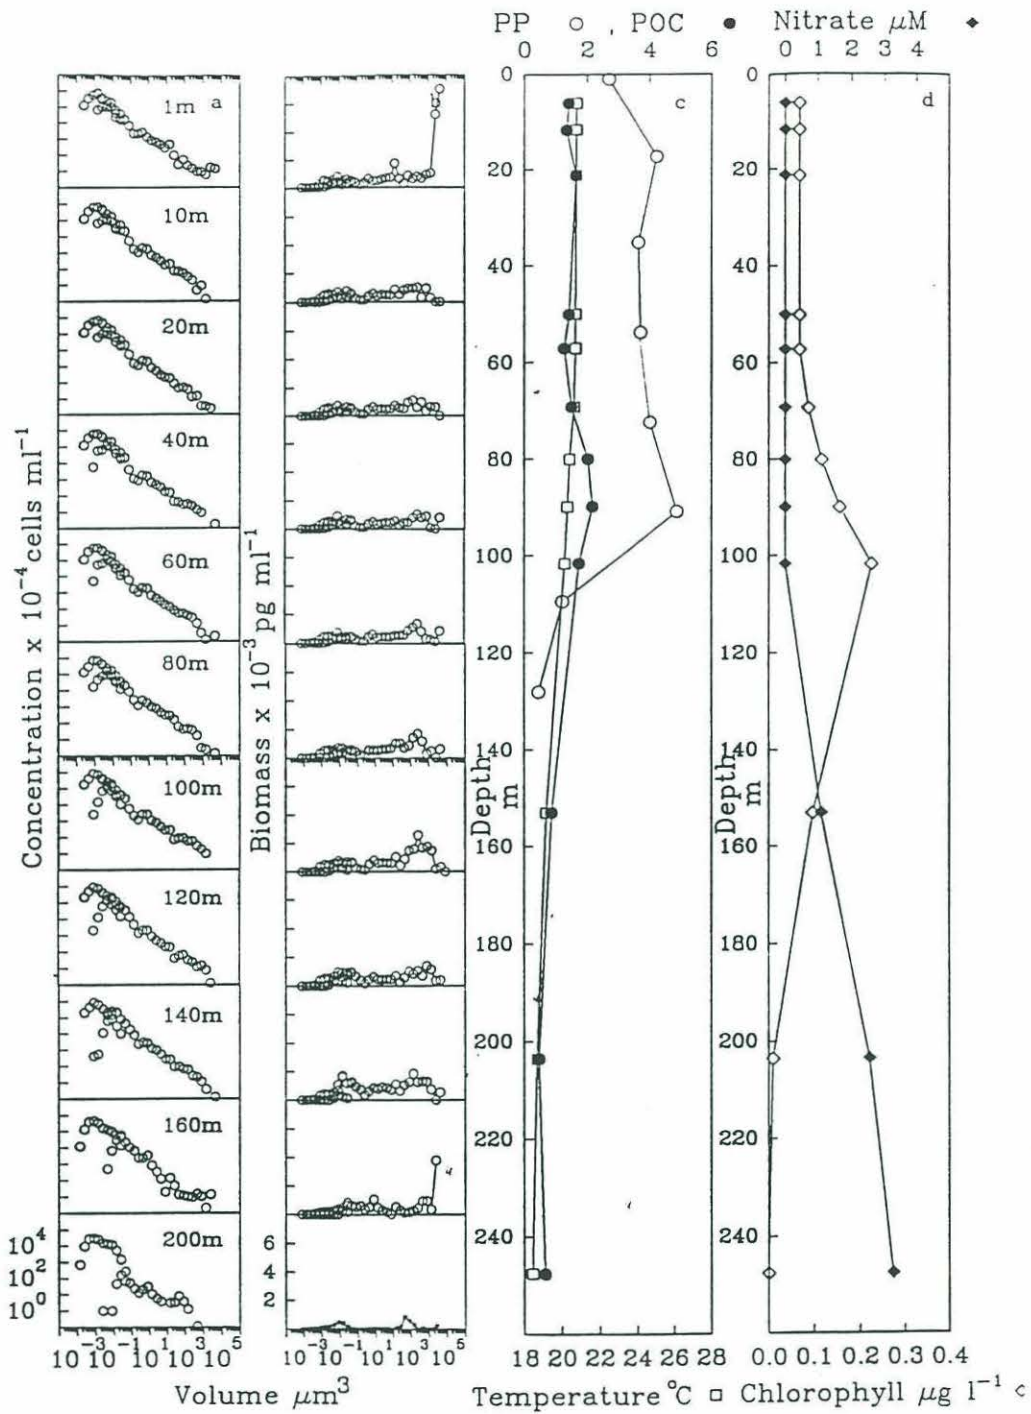 PP ○ , POC ● Nitrate μM ◆
0 2 4 6
0 1 2 3 4
1m a
10m
20m
40m
60m
80m
100m
120m
140m
160m
200m
Concentration x 10⁻⁴ cells ml⁻¹
10⁴
10²
10⁰
10⁻³ 10⁻¹ 10¹ 10³ 10⁵
b
Biomass x 10⁻³ pg ml⁻¹
6
4
2
10⁻³ 10⁻¹ 10¹ 10³ 10⁵
Volume μm³
c
0
20
40
60
80
100
120
140
160
180
200
220
240
Depth m
18 20 22 24 26 28
Temperature °C □
d
0
20
40
60
80
100
120
140
160
180
200
220
240
Depth m
0.0 0.1 0.2 0.3 0.4
Chlorophyll μg l⁻¹